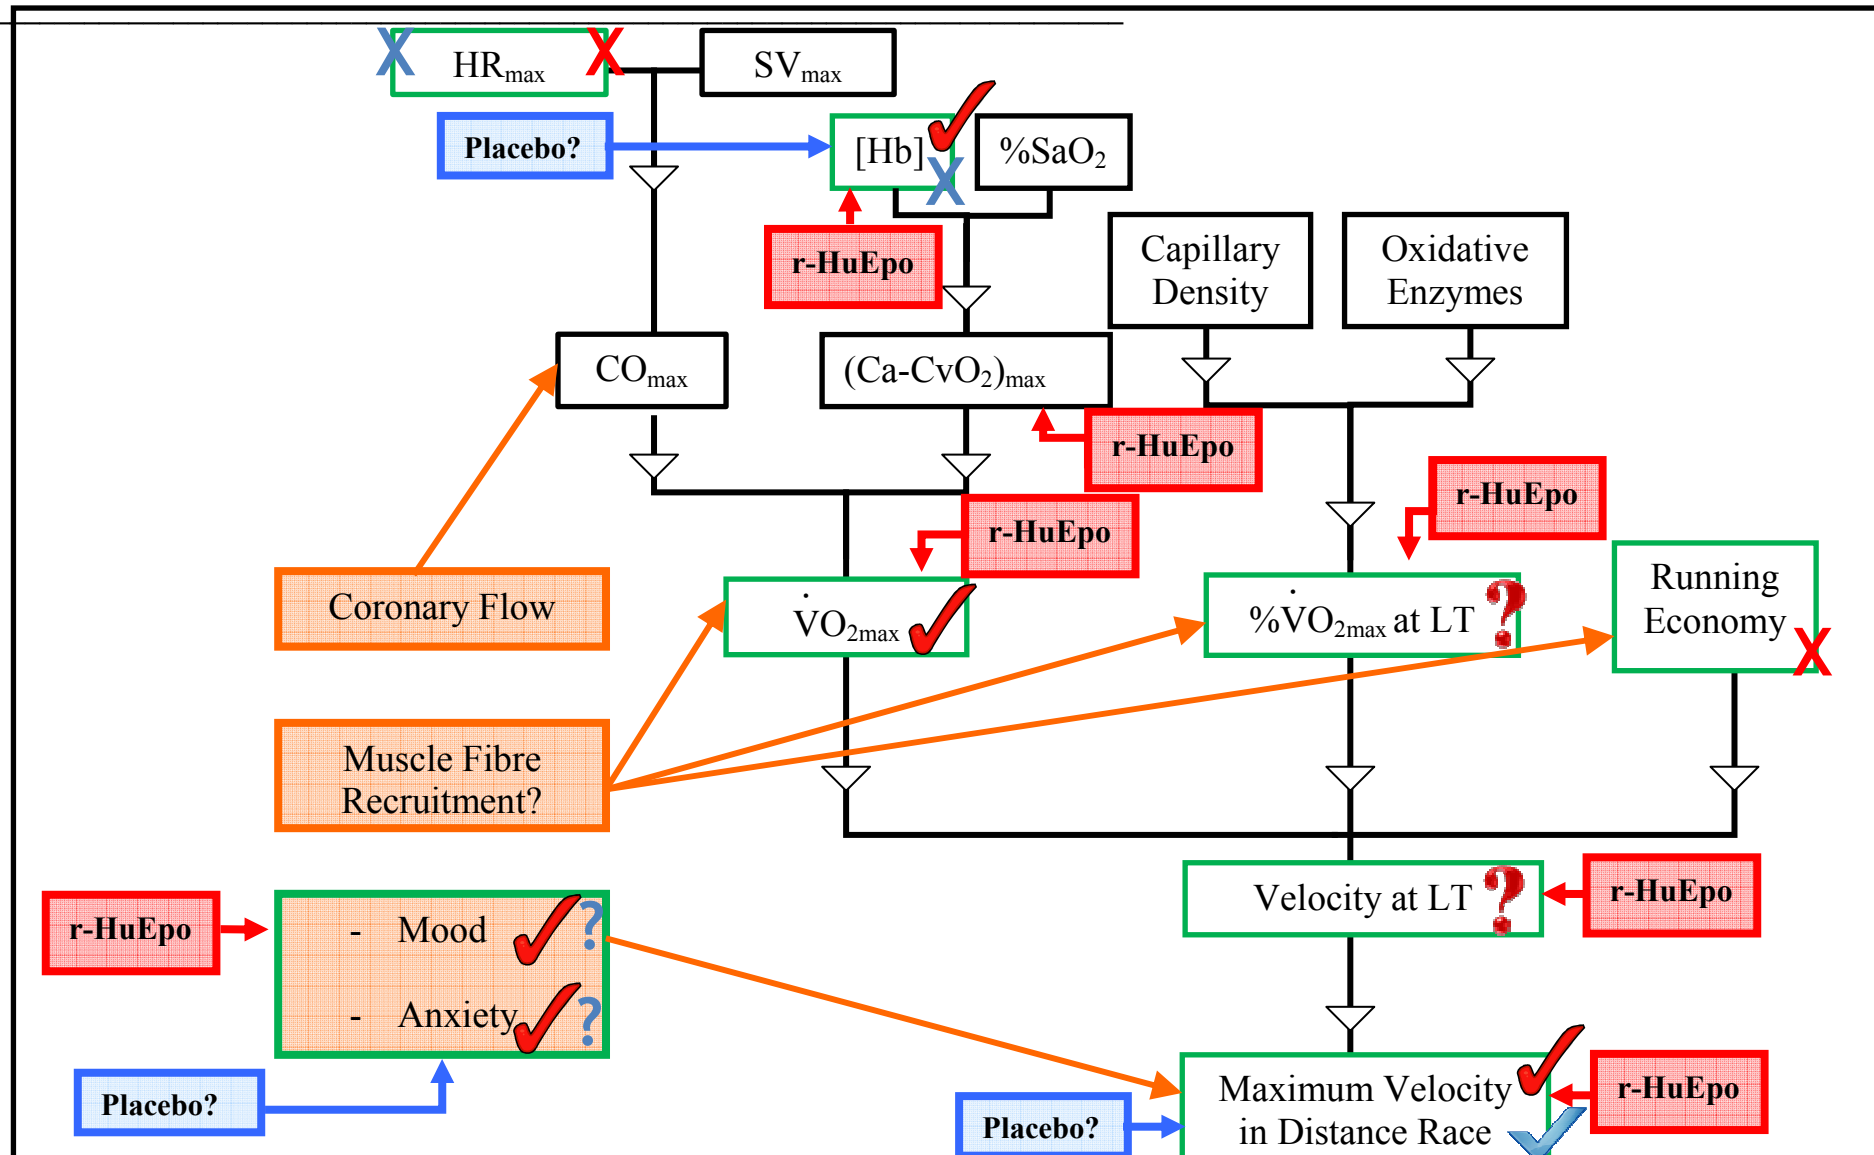 X HRmax X
SVmax
Placebo?
[Hb]
X
%SaO2
r-HuEpo
Capillary
Density
Oxidative
Enzymes
COmax
(Ca-CvO2)max
r-HuEpo
r-HuEpo
r-HuEpo
Coronary Flow
V̇O2max
%V̇O2max at LT ?
Running
Economy
X
Muscle Fibre
Recruitment?
Velocity at LT ?
r-HuEpo
r-HuEpo
- Mood ?
- Anxiety ?
Placebo?
Placebo?
Maximum Velocity
in Distance Race
r-HuEpo